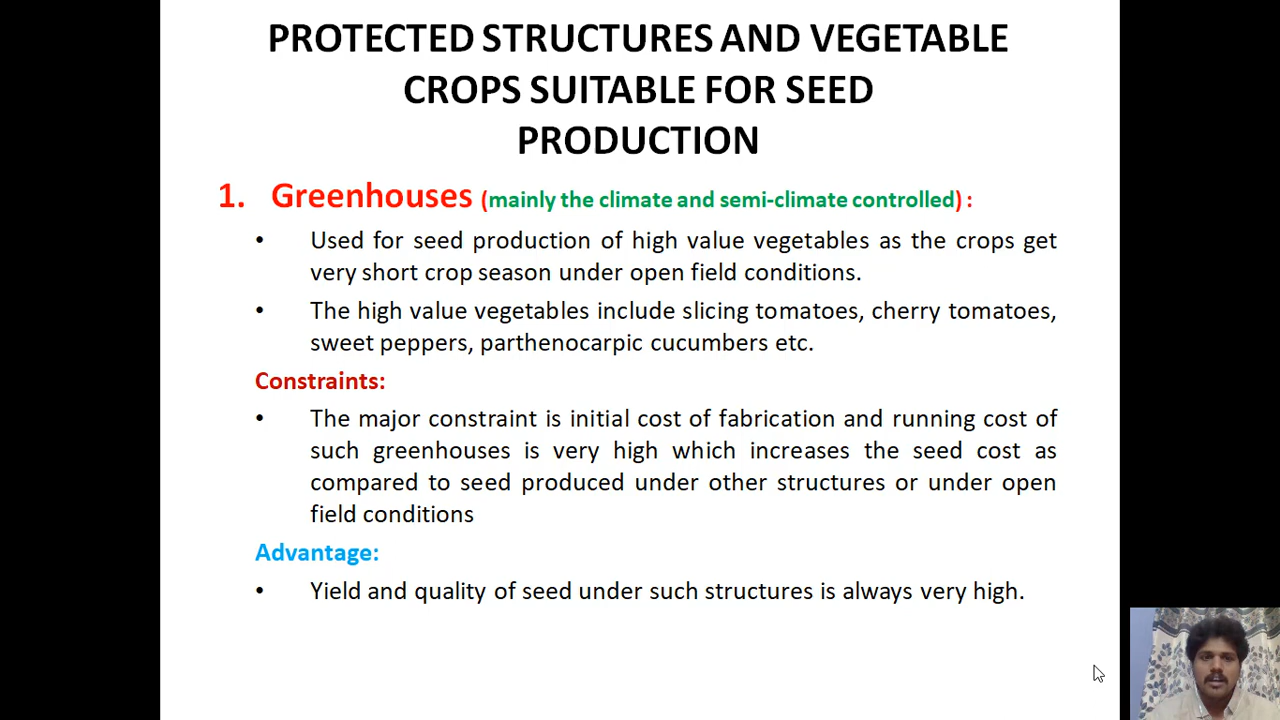 PROTECTED STRUCTURES AND VEGETABLE
CROPS SUITABLE FOR SEED
PRODUCTION
1. Greenhouses (mainly the climate and semi-climate controlled) :
• Used for seed production of high value vegetables as the crops get
very short crop season under open field conditions.
• The high value vegetables include slicing tomatoes, cherry tomatoes,
sweet peppers, parthenocarpic cucumbers etc.
Constraints:
• The major constraint is initial cost of fabrication and running cost of
such greenhouses is very high which increases the seed cost as
compared to seed produced under other structures or under open
field conditions
Advantage:
• Yield and quality of seed under such structures is always very high.